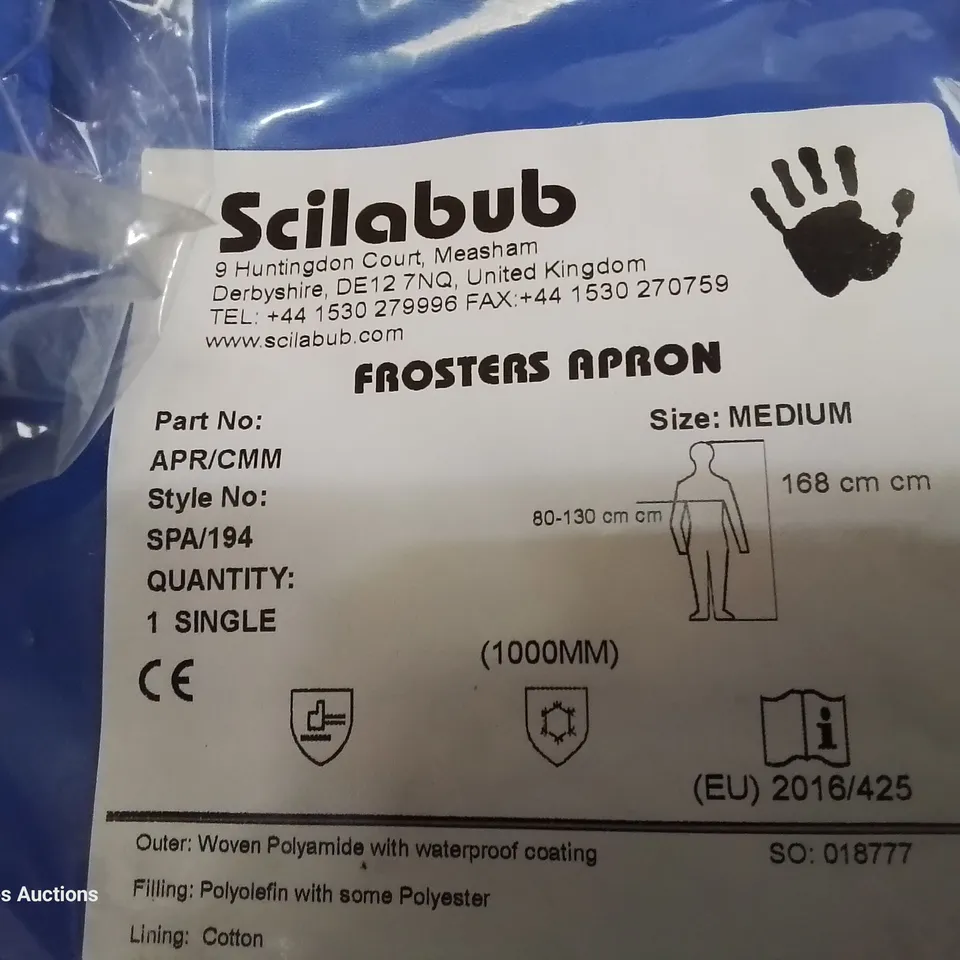 Scilabub
9 Huntingdon Court, Measham
Derbyshire, DE12 7NQ, United Kingdom
TEL: +44 1530 279996 FAX:+44 1530 270759
www.scilabub.com
FROSTERS APRON
Part No:
APR/CMM
Style No:
SPA/194
QUANTITY:
1 SINGLE
Size: MEDIUM
168 cm cm
80-130 cm cm
(1000MM)
CE
i
(EU) 2016/425
Outer: Woven Polyamide with waterproof coating
SO: 018777
Filling: Polyolefin with some Polyester
Lining: Cotton
s Auctions